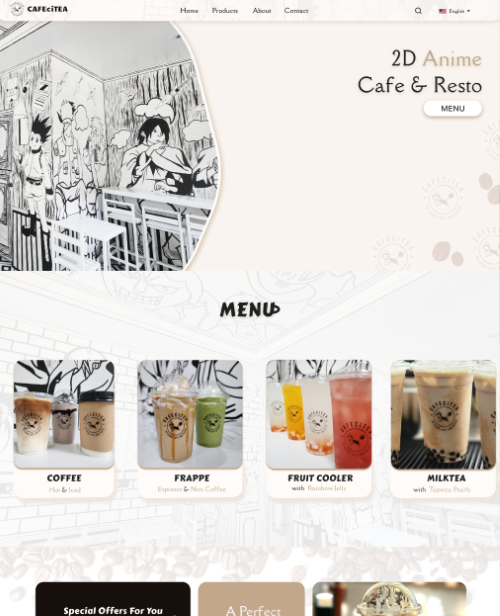 CAFEciTEA
Home Products About Contact
English
2D Anime
Cafe & Resto
MENU
MENU
COFFEE
Hot & Iced
FRAPPE
Espresso & Non Coffee
FRUIT COOLER
with Rainbow Jelly
MILKTEA
with Tapioca Pearls
Special Offers For You
A Perfect